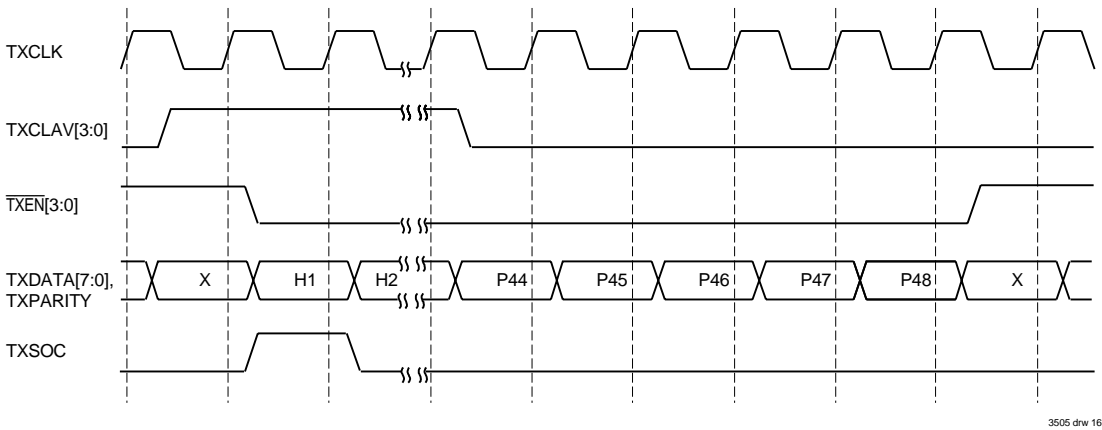 TXCLK
TXCLAV[3:0]
TXEN[3:0]
TXDATA[7:0],
TXPARITY
X H1 H2 P44 P45 P46 P47 P48 X
TXSOC
3505 drw 16